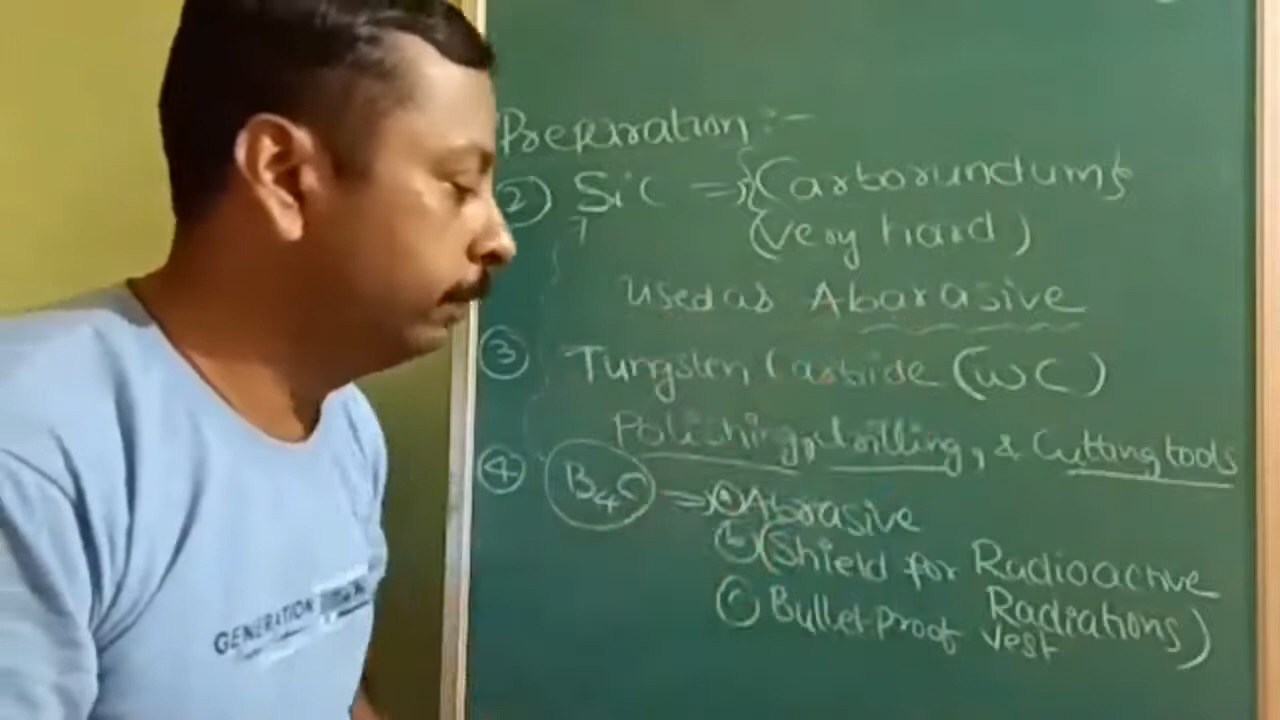 Preparation :-
② SiC ⇒ {Carborundum}
(very hard)
used as Abarasive
③ Tungsten Carbide (WC)
Polishing, drilling, & Cutting tools
④ B₄C ⇒ ⓐ Abrasive
ⓑ (Shield for Radioactive
Radiations)
ⓒ Bullet Proof Vest
GENERATION